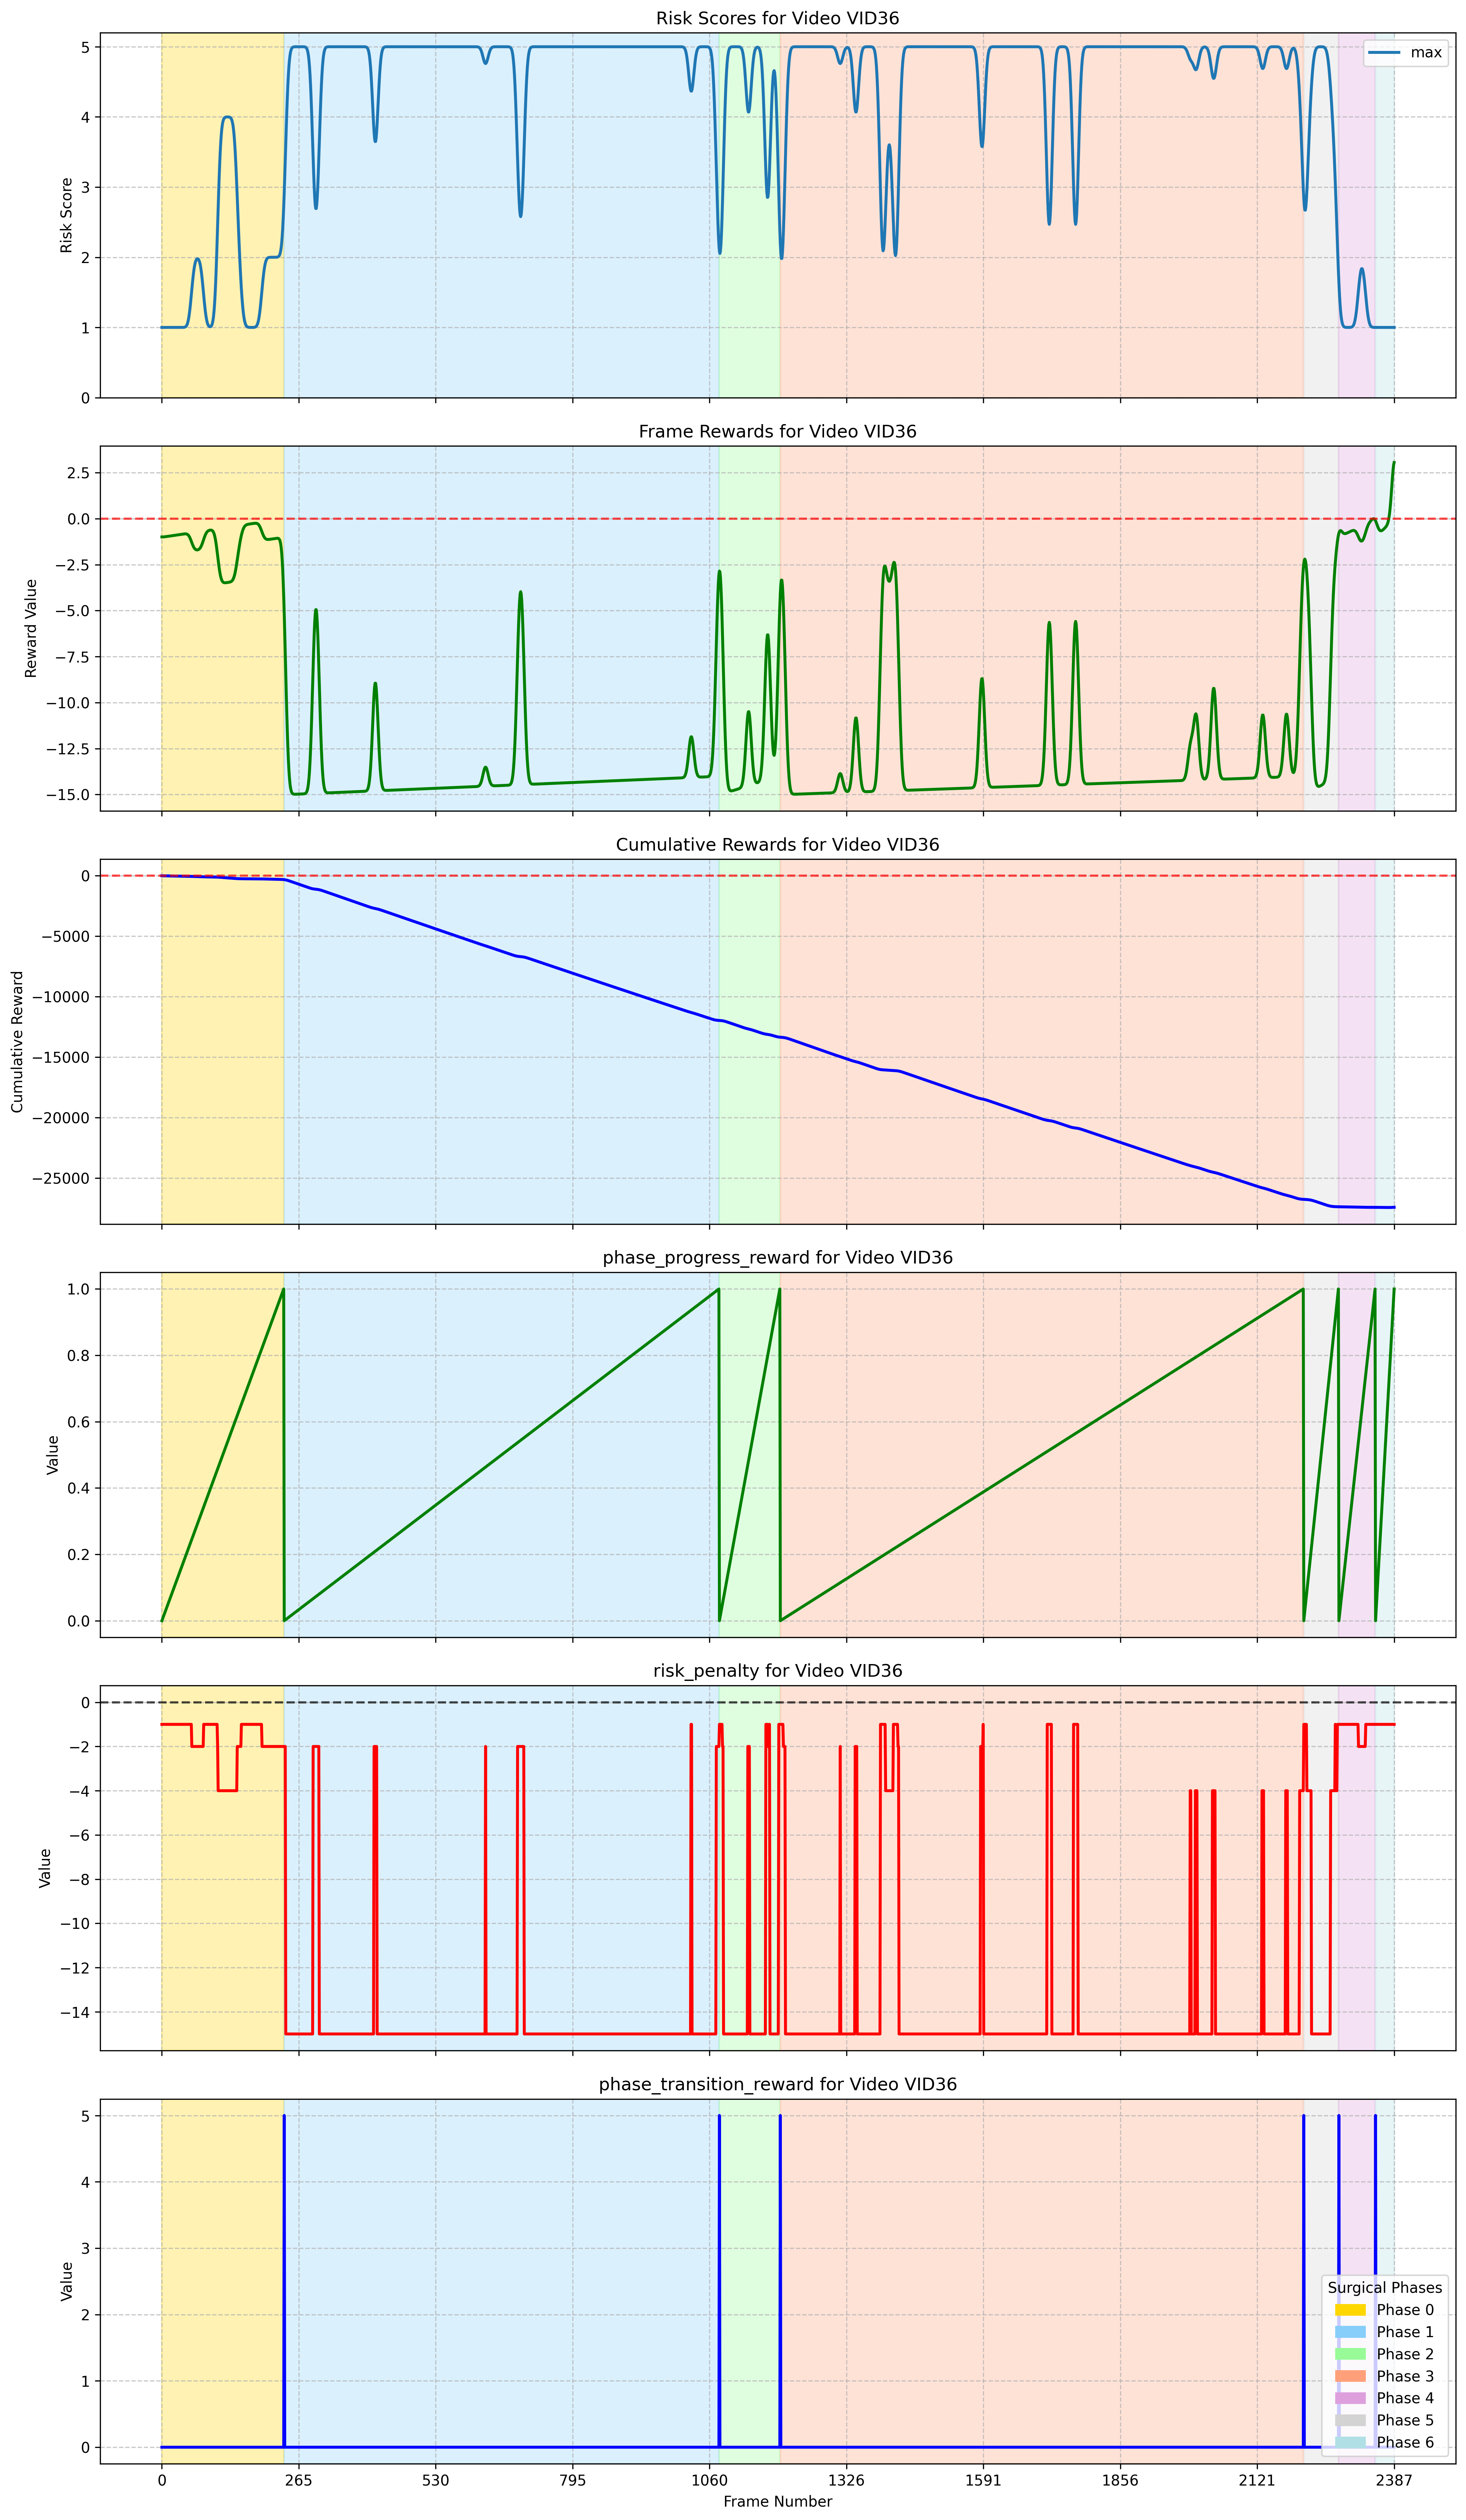 Risk Scores for Video VID36
5
4
3
2
1
0
Risk Score
max
Frame Rewards for Video VID36
2.5
0.0
−2.5
−5.0
−7.5
−10.0
−12.5
−15.0
Reward Value
Cumulative Rewards for Video VID36
0
−5000
−10000
−15000
−20000
−25000
Cumulative Reward
phase_progress_reward for Video VID36
1.0
0.8
0.6
0.4
0.2
0.0
Value
risk_penalty for Video VID36
0
−2
−4
−6
−8
−10
−12
−14
Value
phase_transition_reward for Video VID36
5
4
3
2
1
0
Value
Surgical Phases
Phase 0
Phase 1
Phase 2
Phase 3
Phase 4
Phase 5
Phase 6
0 265 530 795 1060 1326 1591 1856 2121 2387
Frame Number